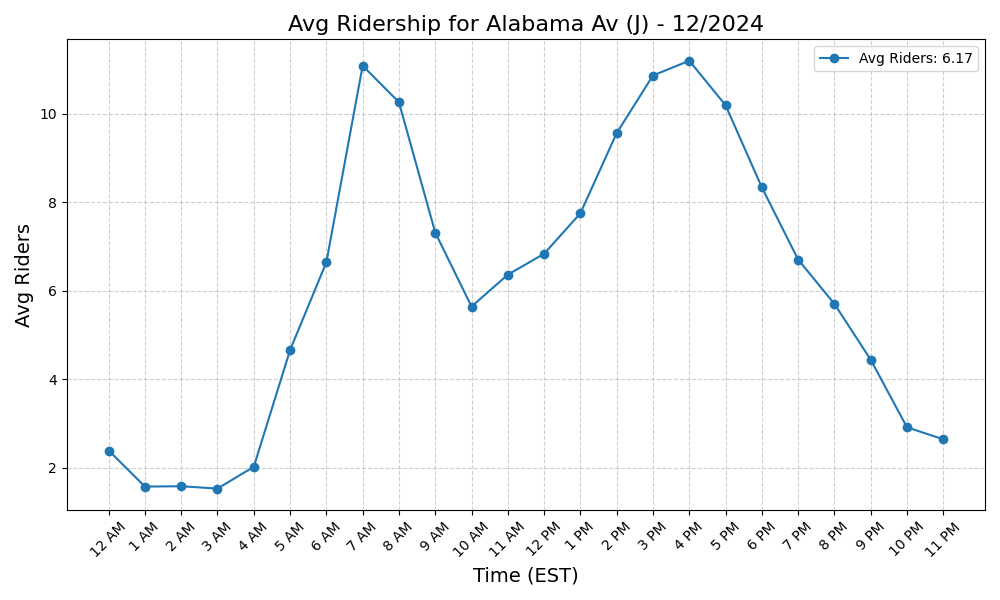 Avg Ridership for Alabama Av (J) - 12/2024
Avg Riders: 6.17
Avg Riders
10
8
6
4
2
12 AM
1 AM
2 AM
3 AM
4 AM
5 AM
6 AM
7 AM
8 AM
9 AM
10 AM
11 AM
12 PM
1 PM
2 PM
3 PM
4 PM
5 PM
6 PM
7 PM
8 PM
9 PM
10 PM
11 PM
Time (EST)